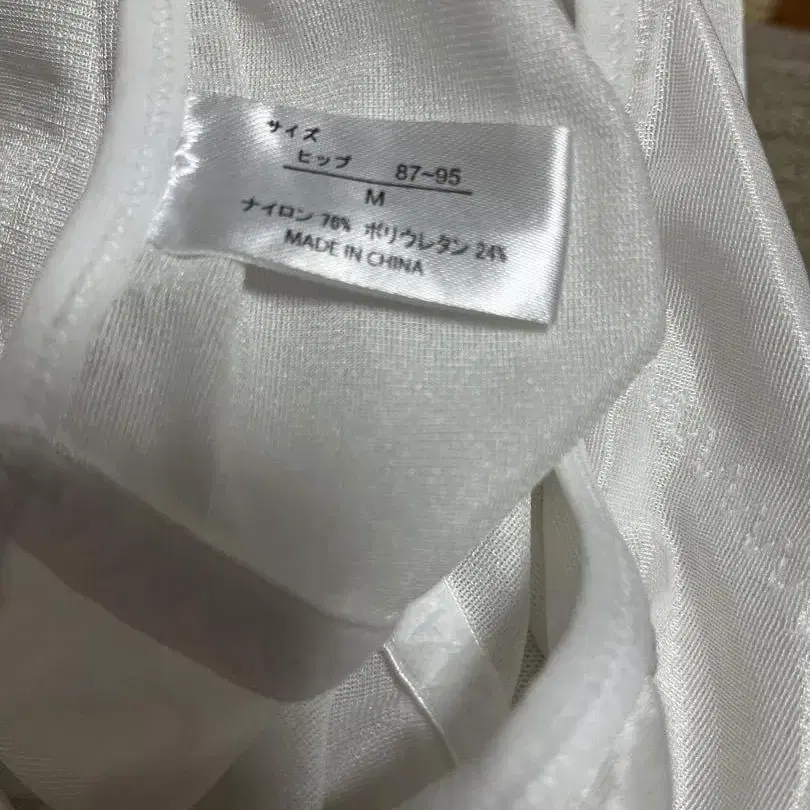 サイズ
ヒップ 87~95
M
ナイロン 76% ポリウレタン 24%
MADE IN CHINA